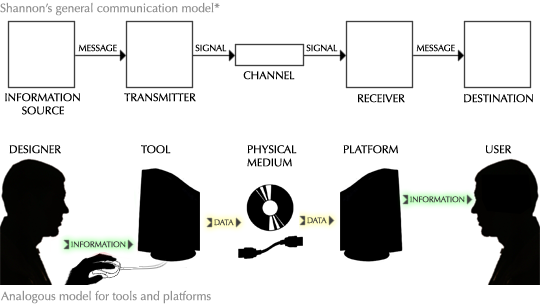 Shannon's general communication model*
MESSAGE SIGNAL SIGNAL MESSAGE
CHANNEL
INFORMATION SOURCE TRANSMITTER RECEIVER DESTINATION
DESIGNER TOOL PHYSICAL MEDIUM PLATFORM USER
INFORMATION DATA DATA INFORMATION
Analogous model for tools and platforms